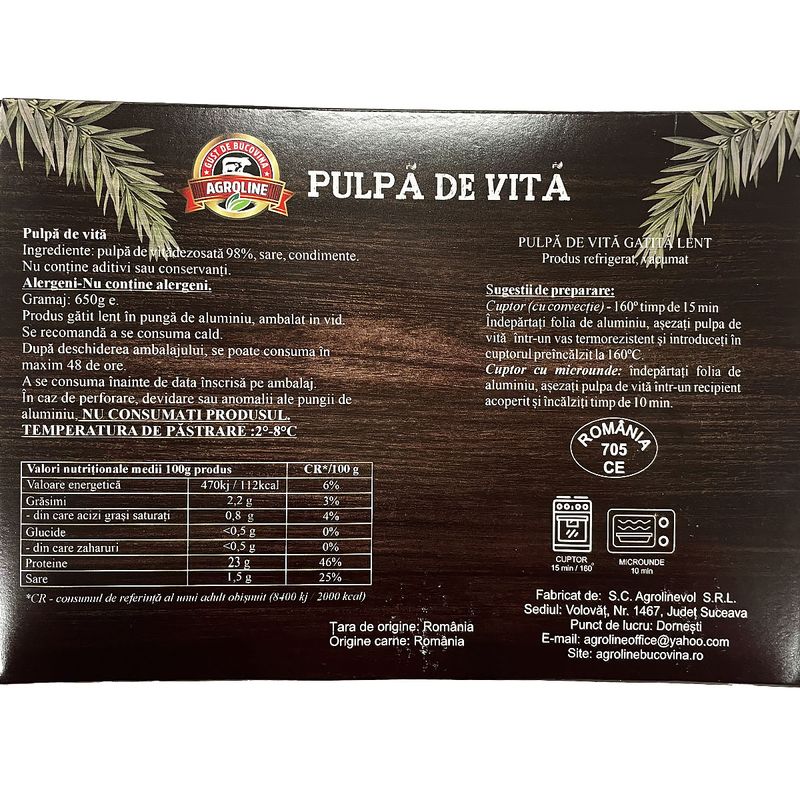 GUST DE BUCOVINA
AGROLINE
PULPĂ DE VITĂ
Pulpă de vită
Ingrediente: pulpă de vitădezosată 98%, sare, condimente.
Nu conține aditivi sau conservanți.
Alergeni-Nu conține alergeni.
Gramaj: 650g e.
Produs gătit lent în pungă de aluminiu, ambalat in vid.
Se recomandă a se consuma cald.
După deschiderea ambalajului, se poate consuma în
maxim 48 de ore.
A se consuma înainte de data înscrisă pe ambalaj.
În caz de perforare, devidare sau anomalii ale pungii de
aluminiu, NU CONSUMATI PRODUSUL.
TEMPERATURA DE PĂSTRARE :2°-8°C
Valori nutriționale medii 100g produs CR*/100 g
Valoare energetică 470kj / 112kcal 6%
Grăsimi 2,2 g 3%
- din care acizi grași saturați 0,8 g 4%
Glucide <0,5 g 0%
- din care zaharuri <0,5 g 0%
Proteine 23 g 46%
Sare 1,5 g 25%
*CR - consumul de referință al unui adult obișnuit (8400 kj / 2000 kcal)
Tara de origine: România
Origine carne: România
PULPĂ DE VITĂ GATITĂ LENT
Produs refrigerat, vacumat
Sugestii de preparare:
Cuptor (cu convecție) - 160° timp de 15 min
Îndepărtați folia de aluminiu, așezați pulpa de
vită într-un vas termorezistent și introduceți în
cuptorul preîncălzit la 160°C.
Cuptor cu microunde: îndepărtați folia de
aluminiu, așezați pulpa de vită într-un recipient
acoperit și încălziți timp de 10 min.
ROMÂNIA
705
CE
CUPTOR
15 min / 160°
MICROUNDE
10 min
Fabricat de: S.C. Agrolinevol S.R.L.
Sediul: Volovăț, Nr. 1467, Județ Suceava
Punct de lucru: Dornești
E-mail: agrolineoffice@yahoo.com
Site: agrolinebucovina.ro